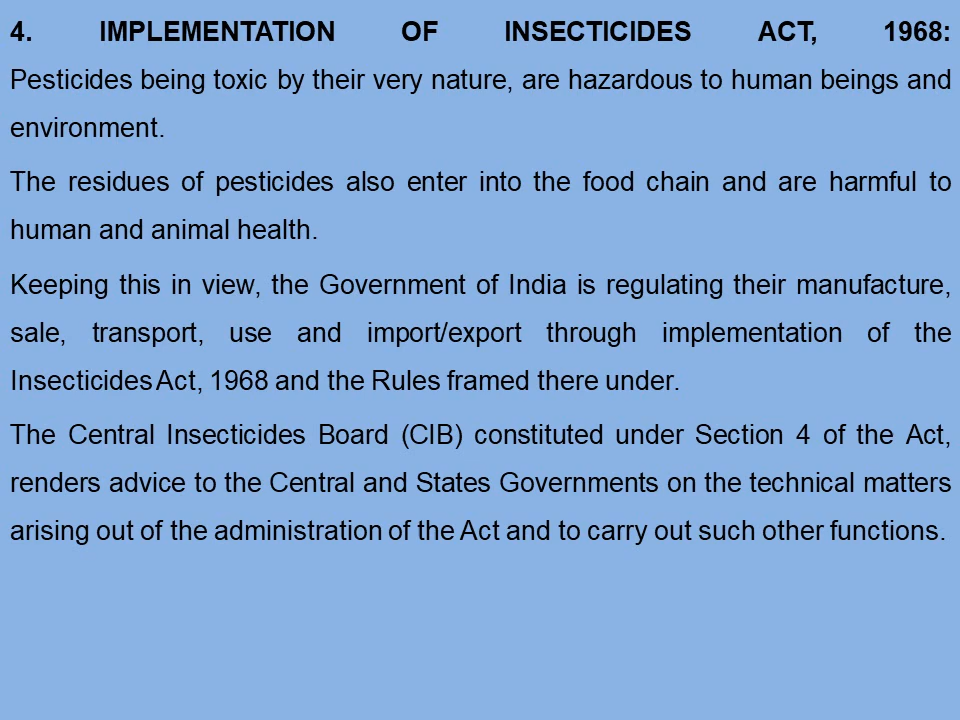 4. IMPLEMENTATION OF INSECTICIDES ACT, 1968:
Pesticides being toxic by their very nature, are hazardous to human beings and
environment.
The residues of pesticides also enter into the food chain and are harmful to
human and animal health.
Keeping this in view, the Government of India is regulating their manufacture,
sale, transport, use and import/export through implementation of the
Insecticides Act, 1968 and the Rules framed there under.
The Central Insecticides Board (CIB) constituted under Section 4 of the Act,
renders advice to the Central and States Governments on the technical matters
arising out of the administration of the Act and to carry out such other functions.